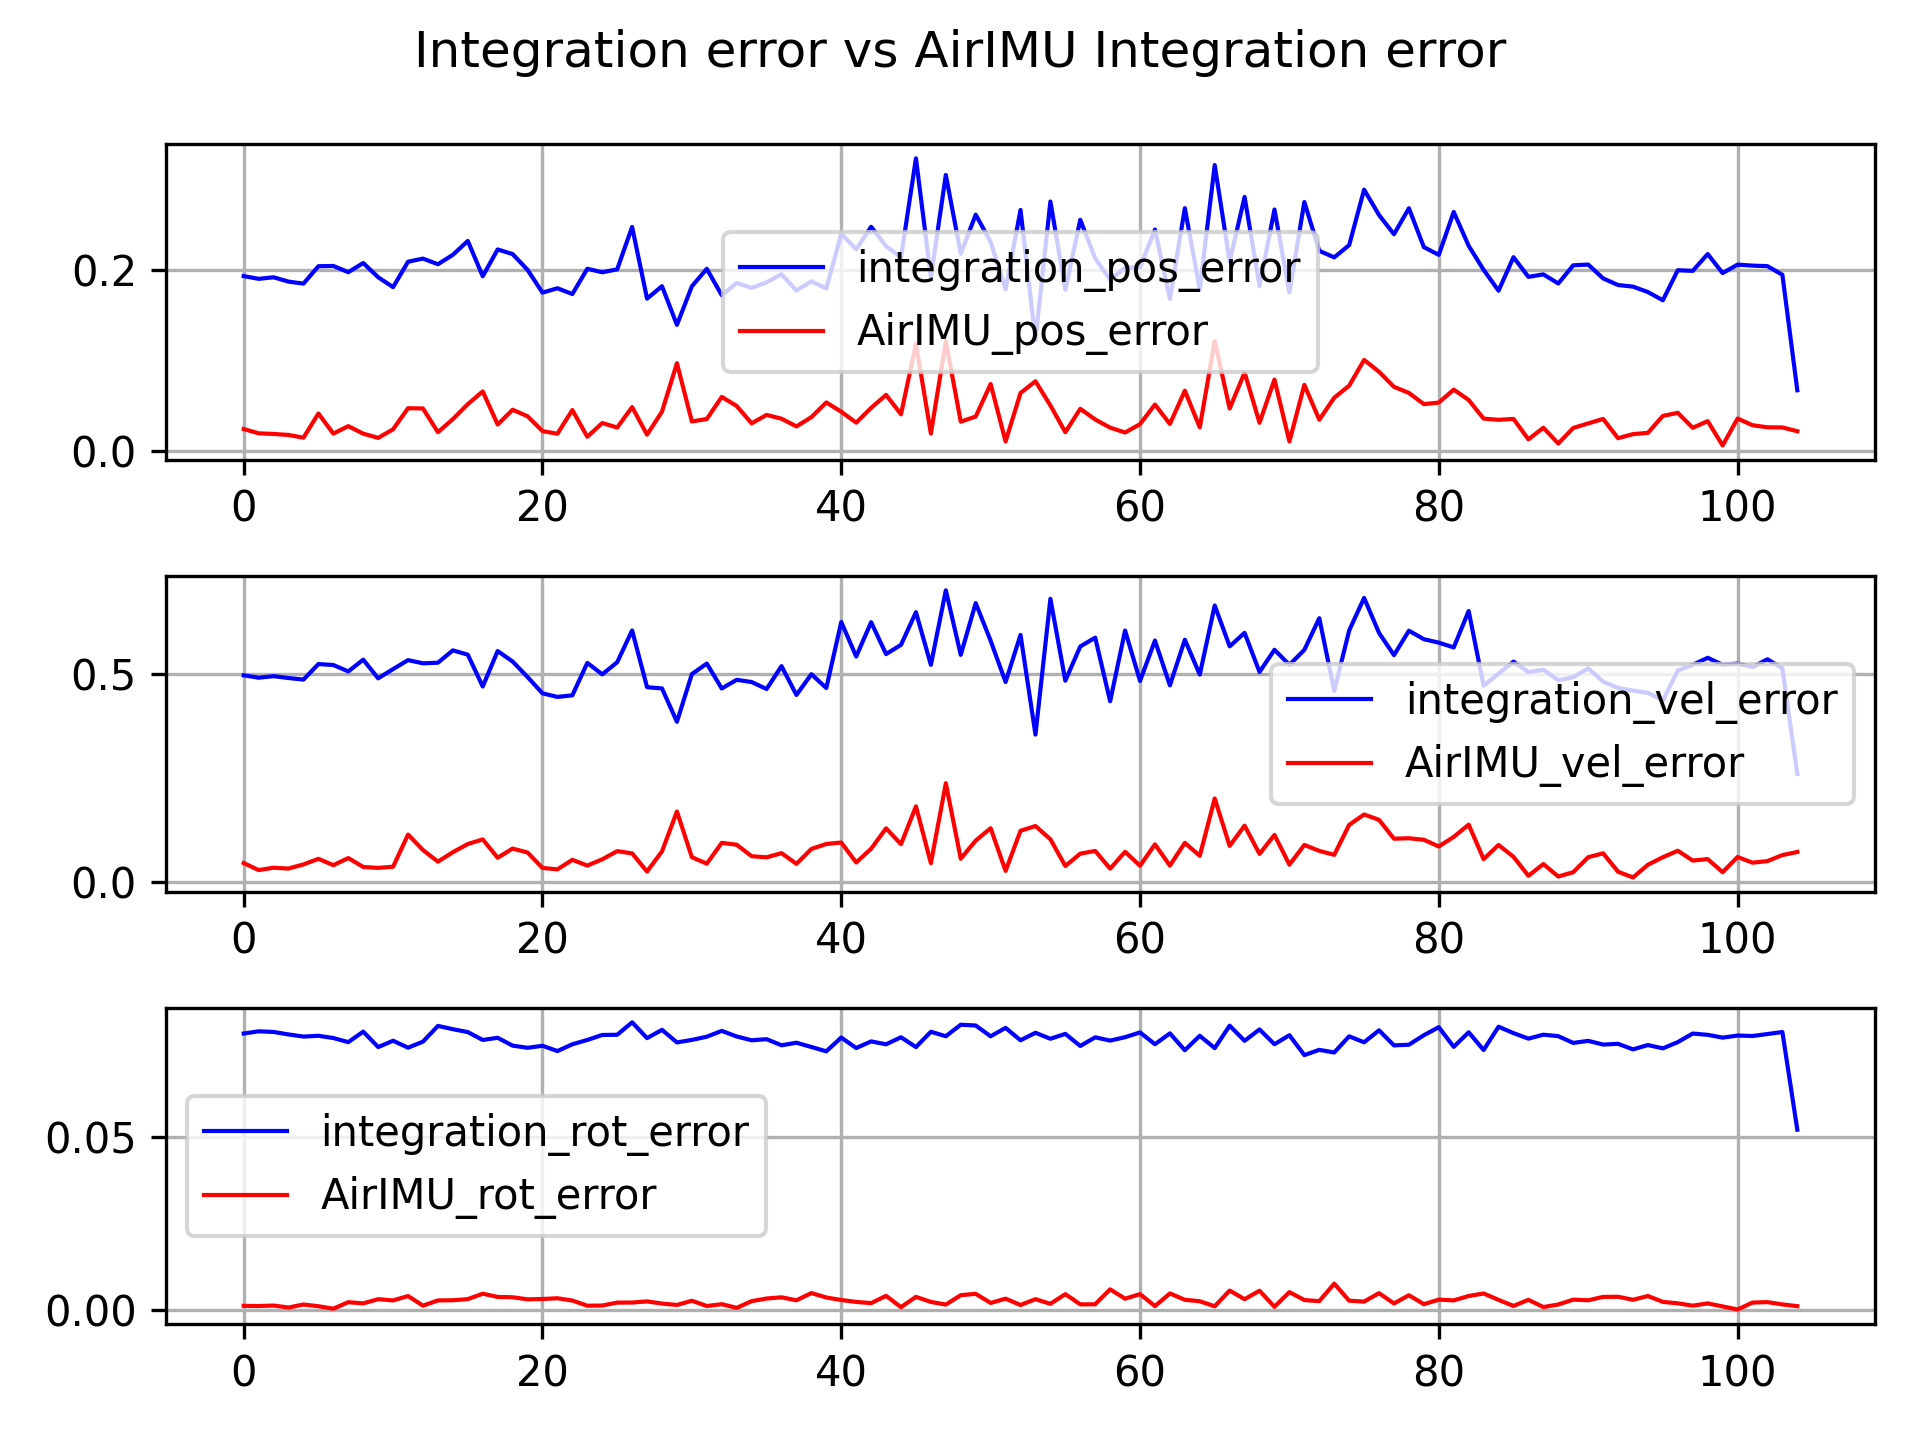 Integration error vs AirIMU Integration error
0.2
0.0
integration_pos_error
AirIMU_pos_error
0 20 40 60 80 100
0.5
0.0
integration_vel_error
AirIMU_vel_error
0 20 40 60 80 100
0.05
0.00
integration_rot_error
AirIMU_rot_error
0 20 40 60 80 100